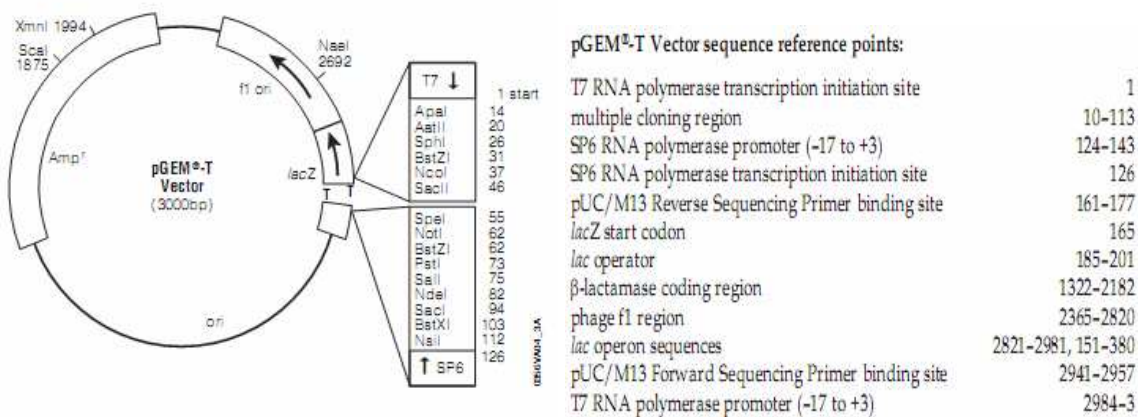 XmnI 1994
ScaI
1875
NaeI
2692
f1 ori
Ampʳ
pGEM®-T
Vector
(3000bp)
lacZ
T T
ori
T7 ↓
1 start
ApaI 14
AatII 20
SphI 26
BstZI 31
NcoI 37
SacII 46
SpeI 55
NotI 62
BstZI 62
PstI 73
SalI 75
NdeI 82
SacI 94
BstXI 103
NsiI 112
↑ SP6 126
0356VA04_3A
pGEM®-T Vector sequence reference points:
T7 RNA polymerase transcription initiation site 1
multiple cloning region 10–113
SP6 RNA polymerase promoter (–17 to +3) 124–143
SP6 RNA polymerase transcription initiation site 126
pUC/M13 Reverse Sequencing Primer binding site 161–177
lacZ start codon 165
lac operator 185–201
β-lactamase coding region 1322–2182
phage f1 region 2365–2820
lac operon sequences 2821–2981, 151–380
pUC/M13 Forward Sequencing Primer binding site 2941–2957
T7 RNA polymerase promoter (–17 to +3) 2984–3